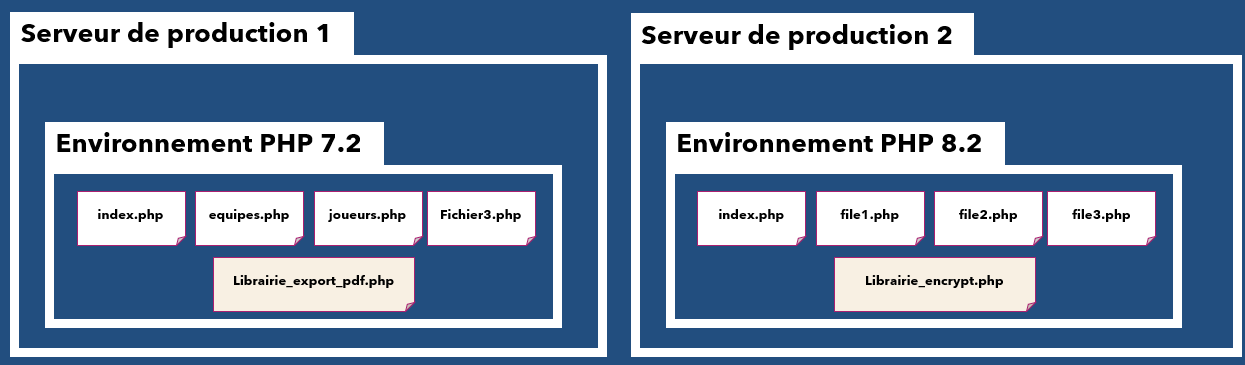 Serveur de production 1
Environnement PHP 7.2
index.php
equipes.php
joueurs.php
Fichier3.php
Librairie_export_pdf.php
Serveur de production 2
Environnement PHP 8.2
index.php
file1.php
file2.php
file3.php
Librairie_encrypt.php